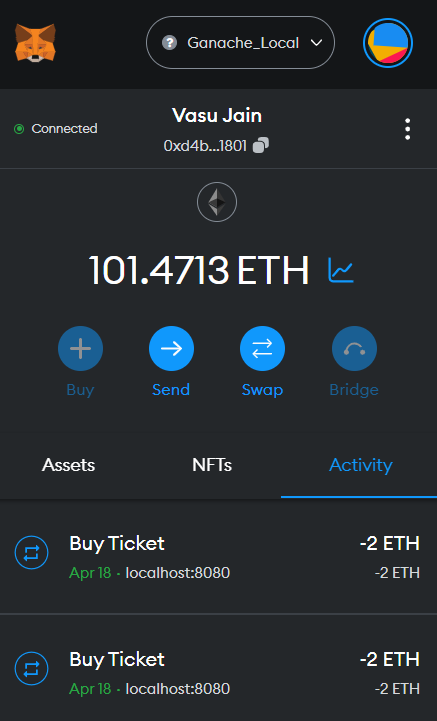 Ganache_Local
Vasu Jain
Connected
0xd4b...1801
101.4713 ETH
Buy Send Swap Bridge
Assets NFTs Activity
Buy Ticket -2 ETH
Apr 18 · localhost:8080 -2 ETH
Buy Ticket -2 ETH
Apr 18 · localhost:8080 -2 ETH